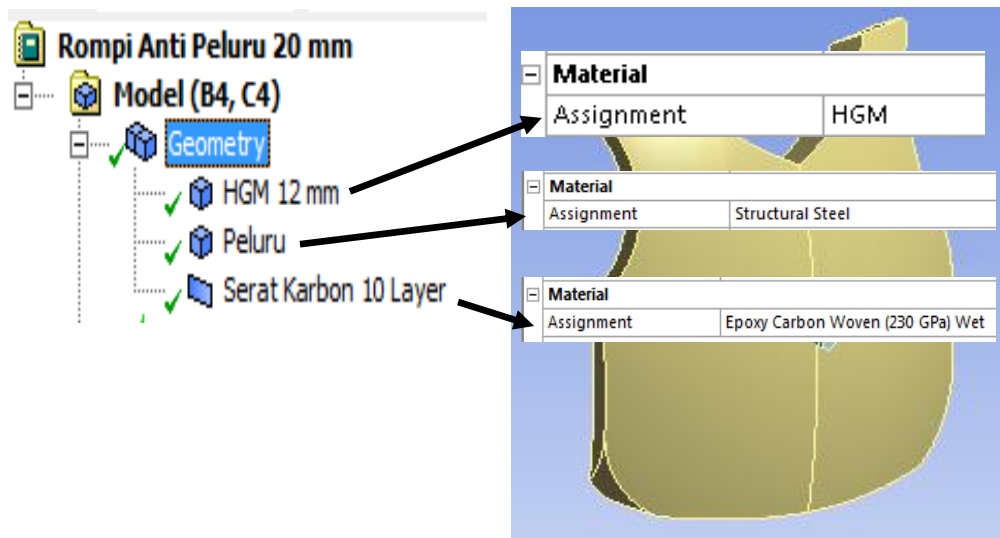 Rompi Anti Peluru 20 mm
Model (B4, C4)
Geometry
HGM 12 mm
Peluru
Serat Karbon 10 Layer
Material
Assignment HGM
Material
Assignment Structural Steel
Material
Assignment Epoxy Carbon Woven (230 GPa) Wet